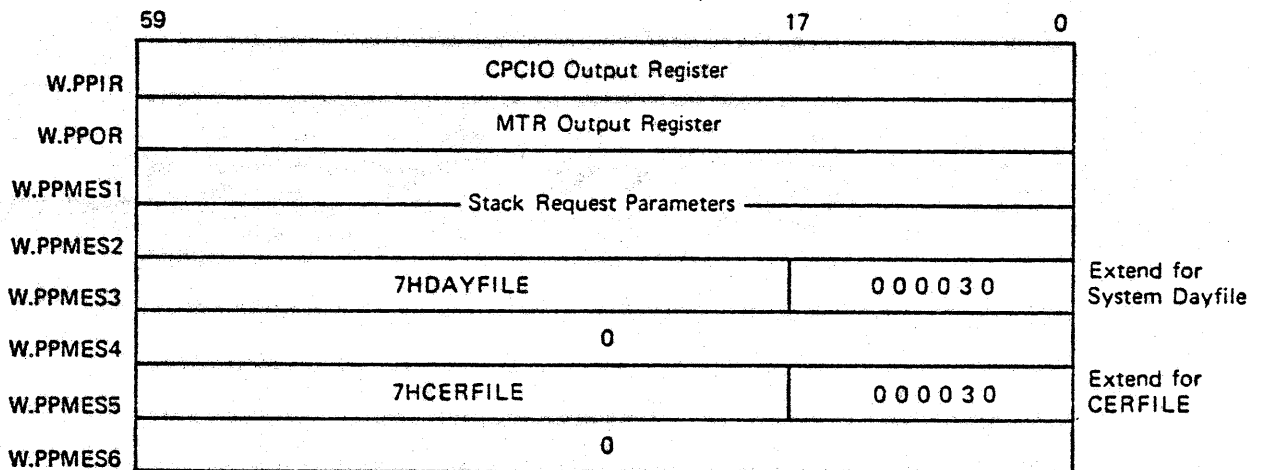 59 17 0
W.PPIR CPCIO Output Register
W.PPOR MTR Output Register
W.PPMES1
Stack Request Parameters
W.PPMES2
W.PPMES3 7HDAYFILE 000030 Extend for
System Dayfile
W.PPMES4 0
W.PPMES5 7HCERFILE 000030 Extend for
CERFILE
W.PPMES6 0